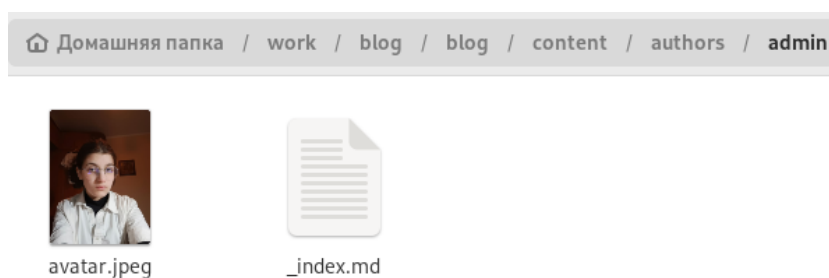 Домашняя папка / work / blog / blog / content / authors / admin
avatar.jpeg
_index.md